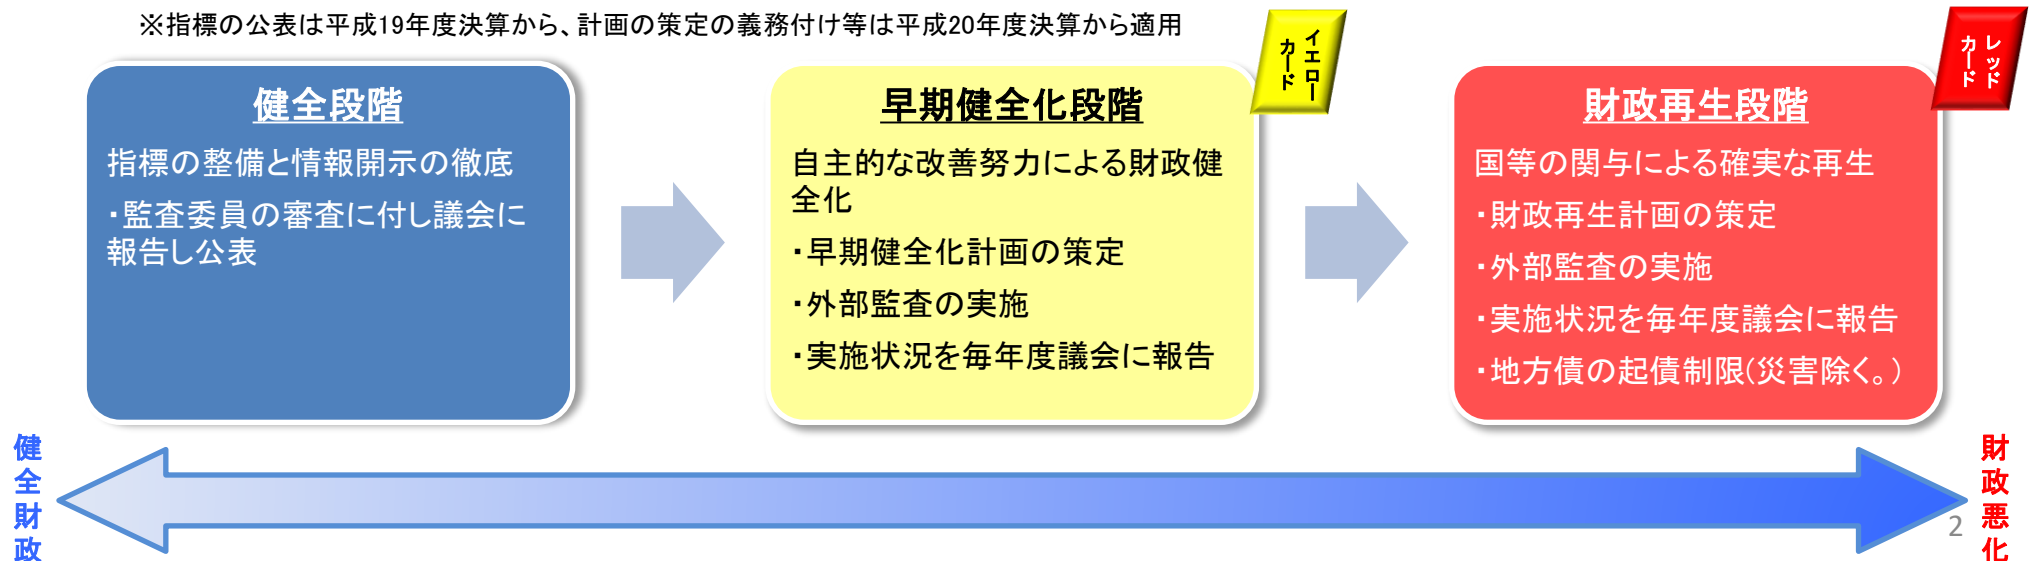 ※指標の公表は平成19年度決算から、計画の策定の義務付け等は平成20年度決算から適用
健全段階
指標の整備と情報開示の徹底
・監査委員の審査に付し議会に
報告し公表
イエロー
カード
早期健全化段階
自主的な改善努力による財政健
全化
・早期健全化計画の策定
・外部監査の実施
・実施状況を毎年度議会に報告
レッド
カード
財政再生段階
国等の関与による確実な再生
・財政再生計画の策定
・外部監査の実施
・実施状況を毎年度議会に報告
・地方債の起債制限(災害除く。)
健全財政
財政悪化
2